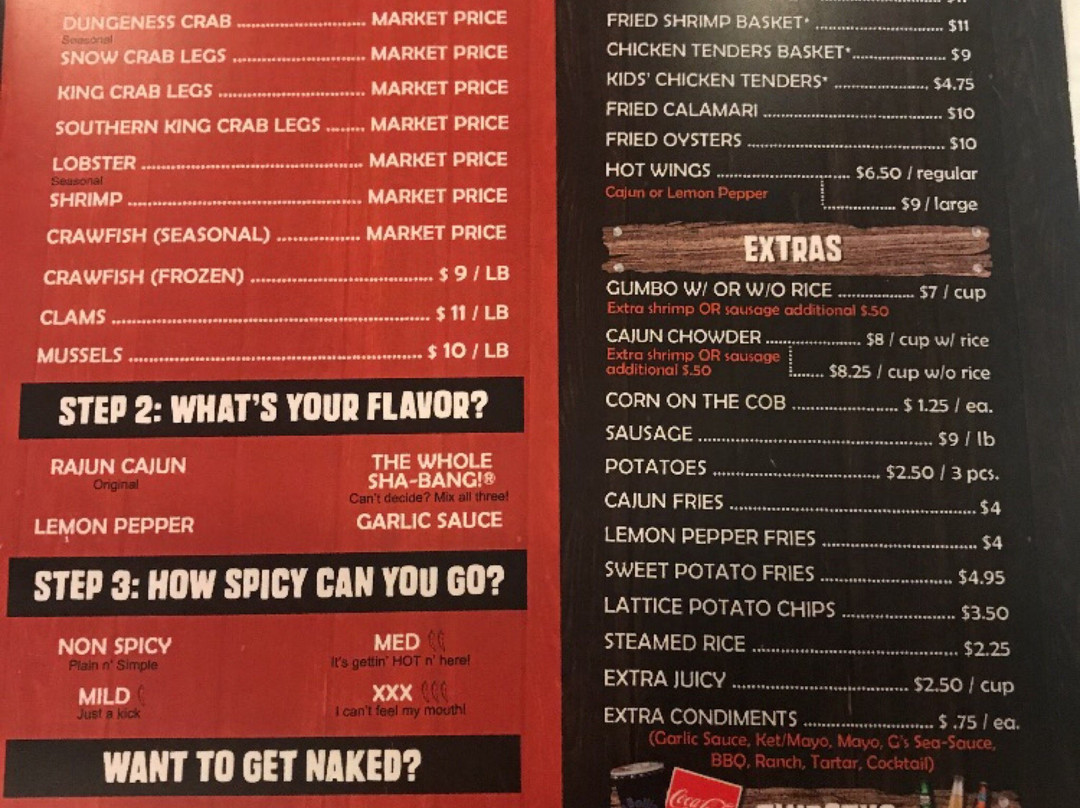 DUNGENESS CRAB ........ MARKET PRICE
Seasonal
SNOW CRAB LEGS ........ MARKET PRICE
KING CRAB LEGS ........ MARKET PRICE
SOUTHERN KING CRAB LEGS ........ MARKET PRICE
LOBSTER ........ MARKET PRICE
Seasonal
SHRIMP ........ MARKET PRICE
CRAWFISH (SEASONAL) ........ MARKET PRICE
CRAWFISH (FROZEN) ........ $ 9 / LB
CLAMS ........ $ 11 / LB
MUSSELS ........ $ 10 / LB
STEP 2: WHAT'S YOUR FLAVOR?
RAJUN CAJUN
Original
THE WHOLE
SHA-BANG!®
Can't decide? Mix all three!
LEMON PEPPER
GARLIC SAUCE
STEP 3: HOW SPICY CAN YOU GO?
NON SPICY
Plain n' Simple
MED
It's gettin' HOT n' here!
MILD
Just a kick
XXX
I can't feel my mouth!
WANT TO GET NAKED?
FRIED SHRIMP BASKET* ........ $11
CHICKEN TENDERS BASKET* ........ $9
KIDS' CHICKEN TENDERS* ........ $4.75
FRIED CALAMARI ........ $10
FRIED OYSTERS ........ $10
HOT WINGS ........ $6.50 / regular
Cajun or Lemon Pepper
........ $9 / large
EXTRAS
GUMBO W/ OR W/O RICE ........ $7 / cup
Extra shrimp OR sausage additional $.50
CAJUN CHOWDER ........ $8 / cup w/ rice
Extra shrimp OR sausage
additional $.50
........ $8.25 / cup w/o rice
CORN ON THE COB ........ $ 1.25 / ea.
SAUSAGE ........ $9 / lb
POTATOES ........ $2.50 / 3 pcs.
CAJUN FRIES ........ $4
LEMON PEPPER FRIES ........ $4
SWEET POTATO FRIES ........ $4.95
LATTICE POTATO CHIPS ........ $3.50
STEAMED RICE ........ $2.25
EXTRA JUICY ........ $2.50 / cup
EXTRA CONDIMENTS ........ $ .75 / ea.
(Garlic Sauce, Ket/Mayo, Mayo, G's Sea-Sauce,
BBQ, Ranch, Tartar, Cocktail)
Coca-Cola